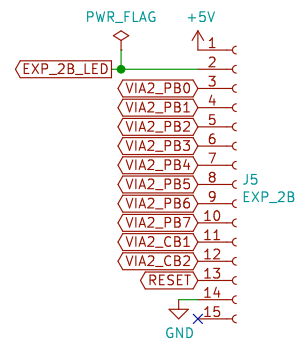 PWR_FLAG +5V
1
EXP_2B_LED 2
VIA2_PB0 3
VIA2_PB1 4
VIA2_PB2 5
VIA2_PB3 6
VIA2_PB4 7
VIA2_PB5 8 J5
VIA2_PB6 9 EXP_2B
VIA2_PB7 10
VIA2_CB1 11
VIA2_CB2 12
RESET 13
14
15
GND